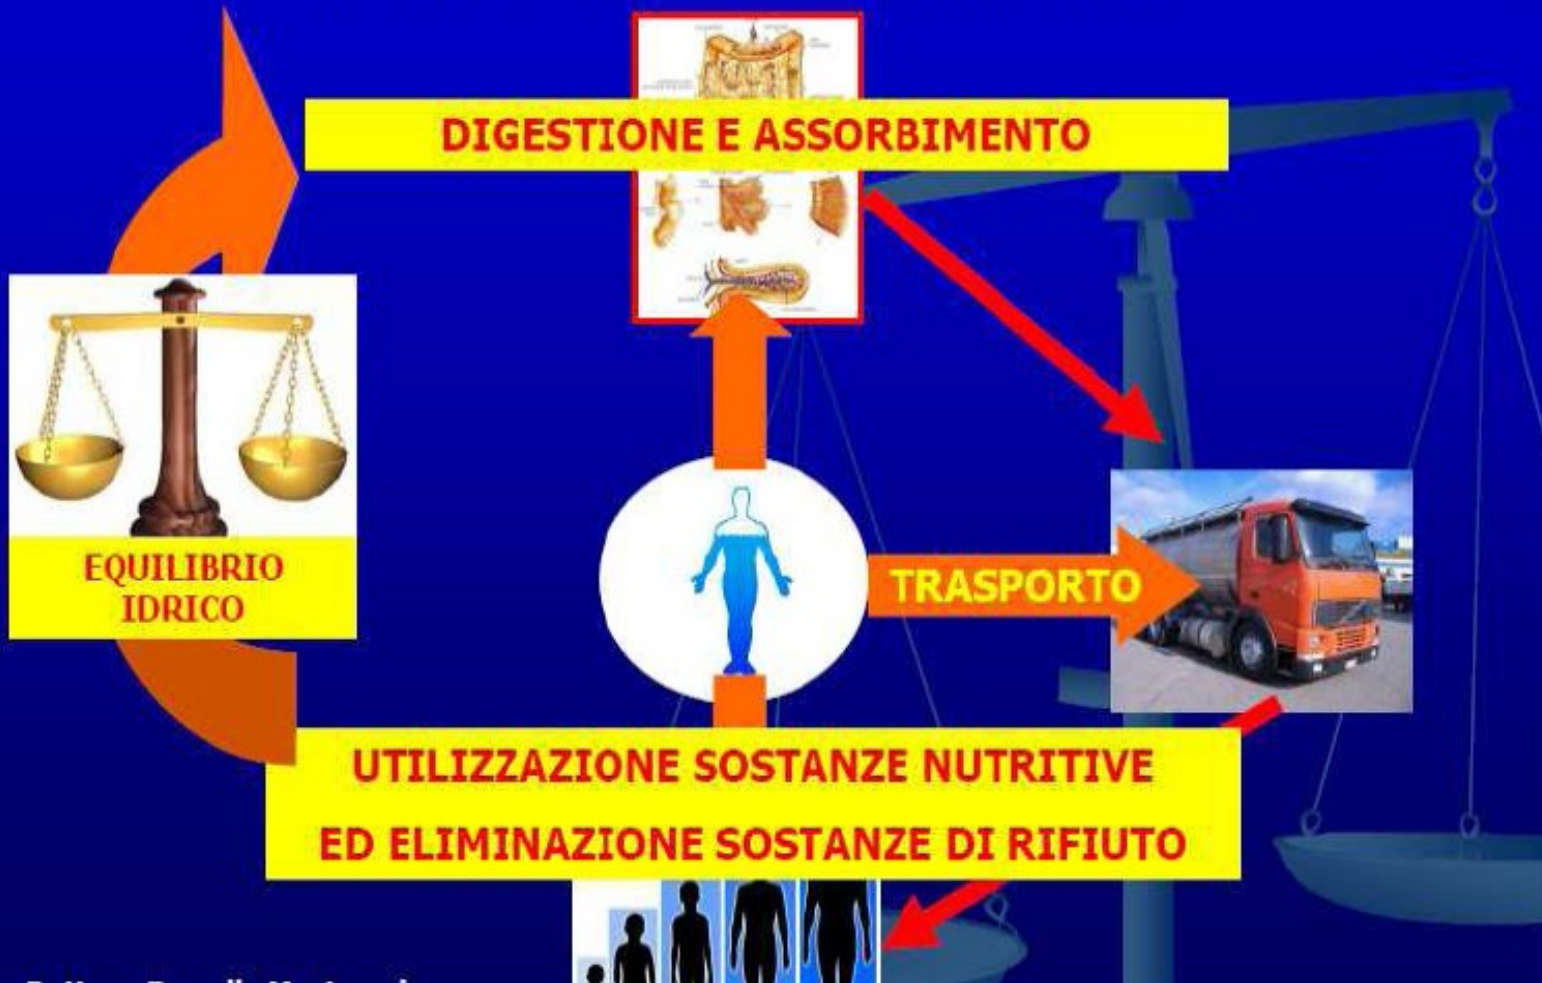 DIGESTIONE E ASSORBIMENTO
EQUILIBRIO
IDRICO
TRASPORTO
UTILIZZAZIONE SOSTANZE NUTRITIVE
ED ELIMINAZIONE SOSTANZE DI RIFIUTO